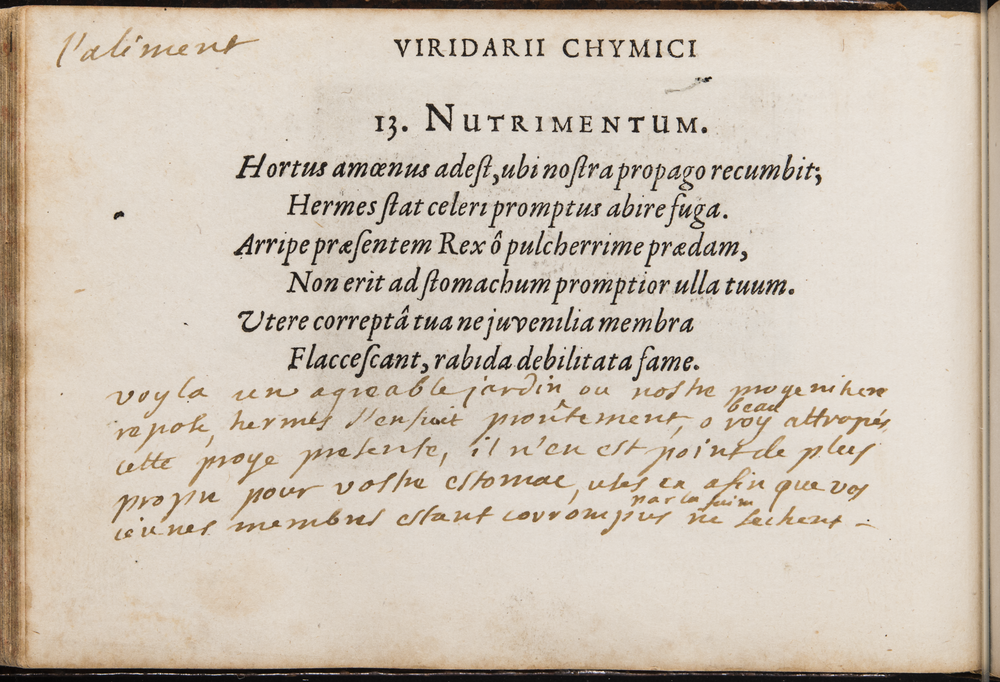 l'aliment
VIRIDARII CHYMICI
13. NUTRIMENTUM.
Hortus amœnus adeſt, ubi noſtra propago recumbit;
Hermes ſtat celeri promptus abire fuga.
Arripe præſentem Rex ô pulcherrime prædam,
Non erit ad ſtomachum promptior ulla tuum.
Utere correptâ tua ne juvenilia membra
Flacceſcant, rabida debilitata fame.
voyla un agreable jardin ou nostre
repose, hermes s'enfuit promtement, o beau roy attropés
cette proye presente, il n'en est point de plus
propre pour vostre estomac, uses en afin que vos
ieunes membres estant corrompus par la faim ne sechent